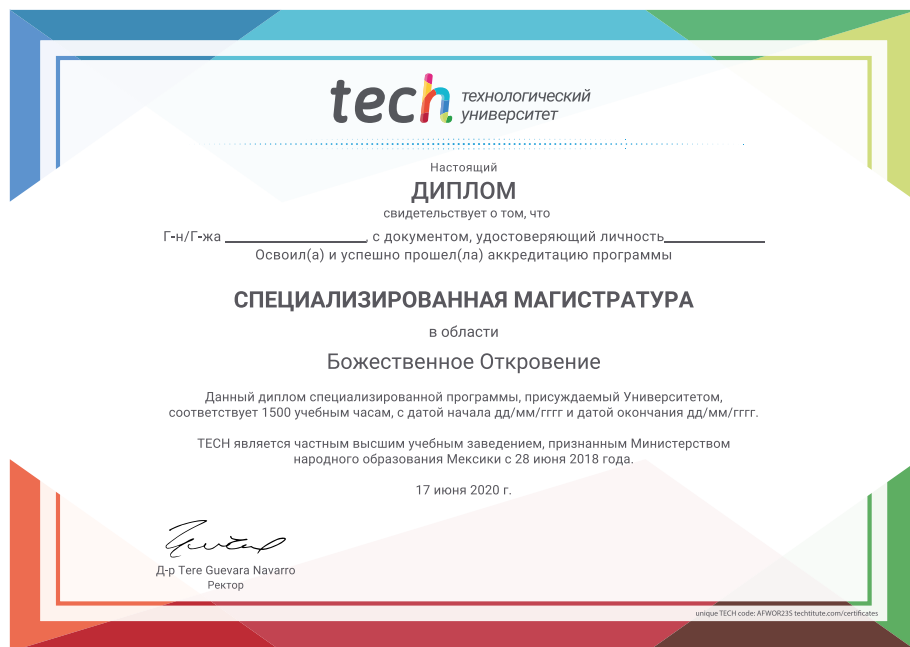 tech технологический
университет
Настоящий
ДИПЛОМ
свидетельствует о том, что
Г-н/Г-жа , с документом, удостоверяющий личность
Освоил(а) и успешно прошел(ла) аккредитацию программы
СПЕЦИАЛИЗИРОВАННАЯ МАГИСТРАТУРА
в области
Божественное Откровение
Данный диплом специализированной программы, присуждаемый Университетом,
соответствует 1500 учебным часам, с датой начала дд/мм/гггг и датой окончания дд/мм/гггг.
TECH является частным высшим учебным заведением, признанным Министерством
народного образования Мексики с 28 июня 2018 года.
17 июня 2020 г.
Д-р Tere Guevara Navarro
Ректор
unique TECH code: AFWOR23S techtitute.com/certificates